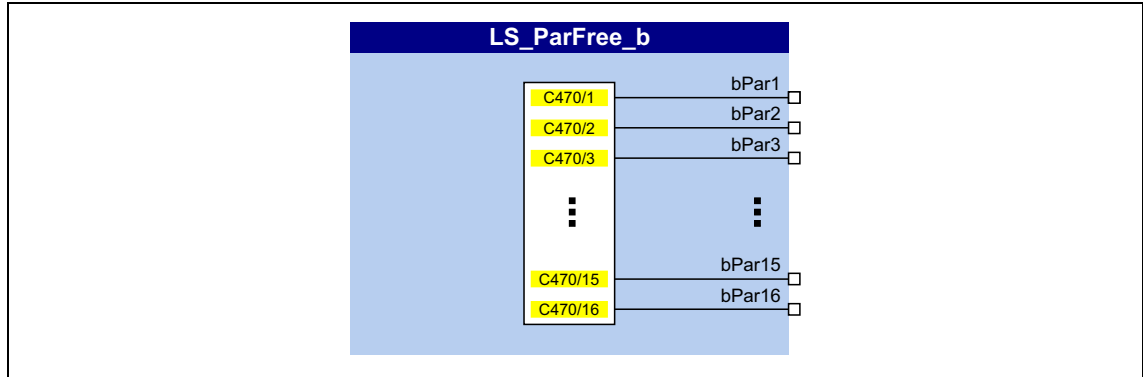 LS_ParFree_b
C470/1 bPar1
C470/2 bPar2
C470/3 bPar3
C470/15 bPar15
C470/16 bPar16